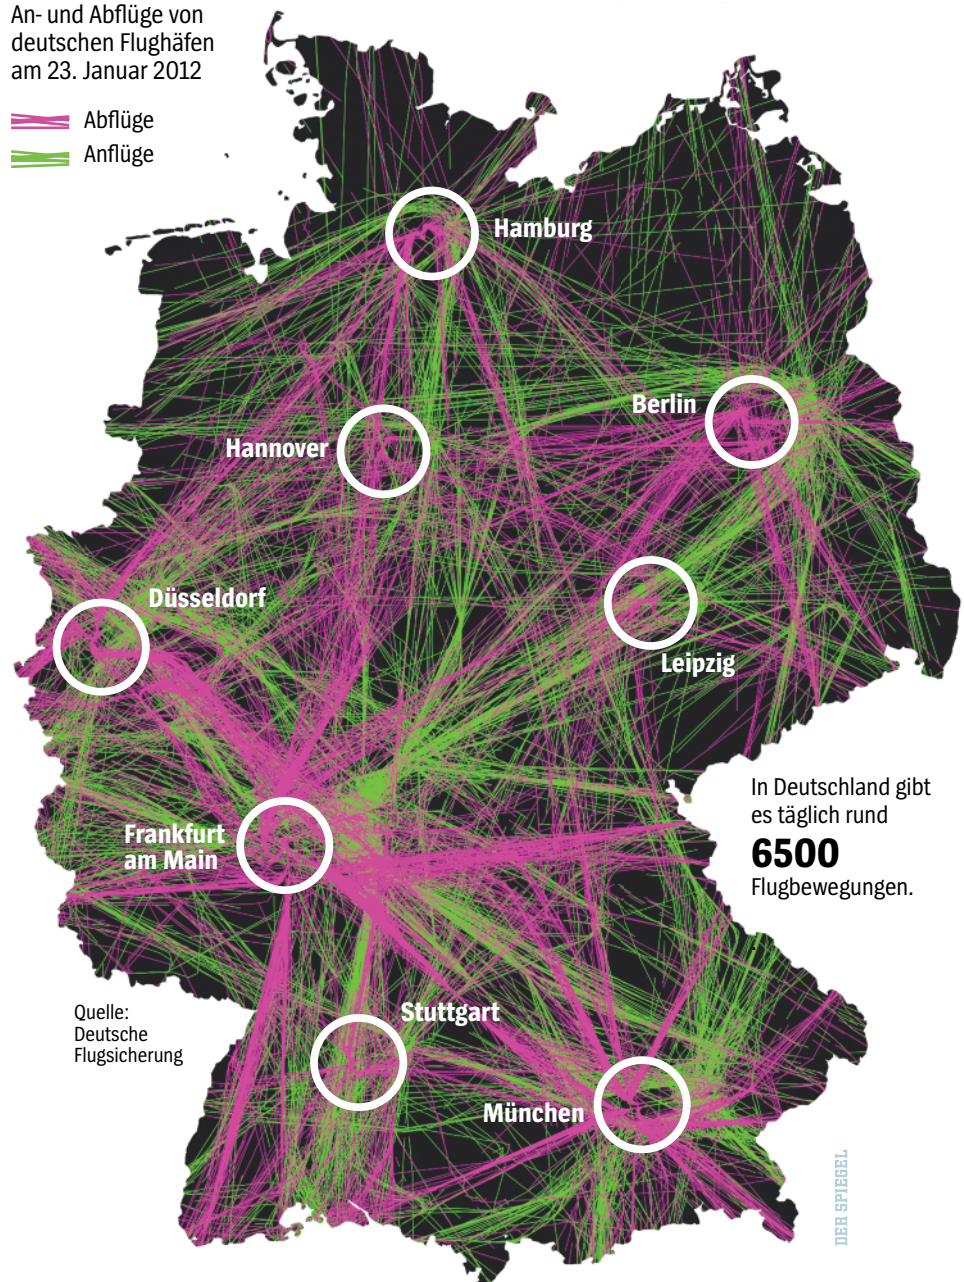 An- und Abflüge von
deutschen Flughäfen
am 23. Januar 2012
Abflüge
Anflüge
Hamburg
Berlin
Hannover
Düsseldorf
Leipzig
In Deutschland gibt
es täglich rund
6500
Flugbewegungen.
Frankfurt
am Main
Quelle:
Deutsche
Flugsicherung
Stuttgart
München
DER SPIEGEL